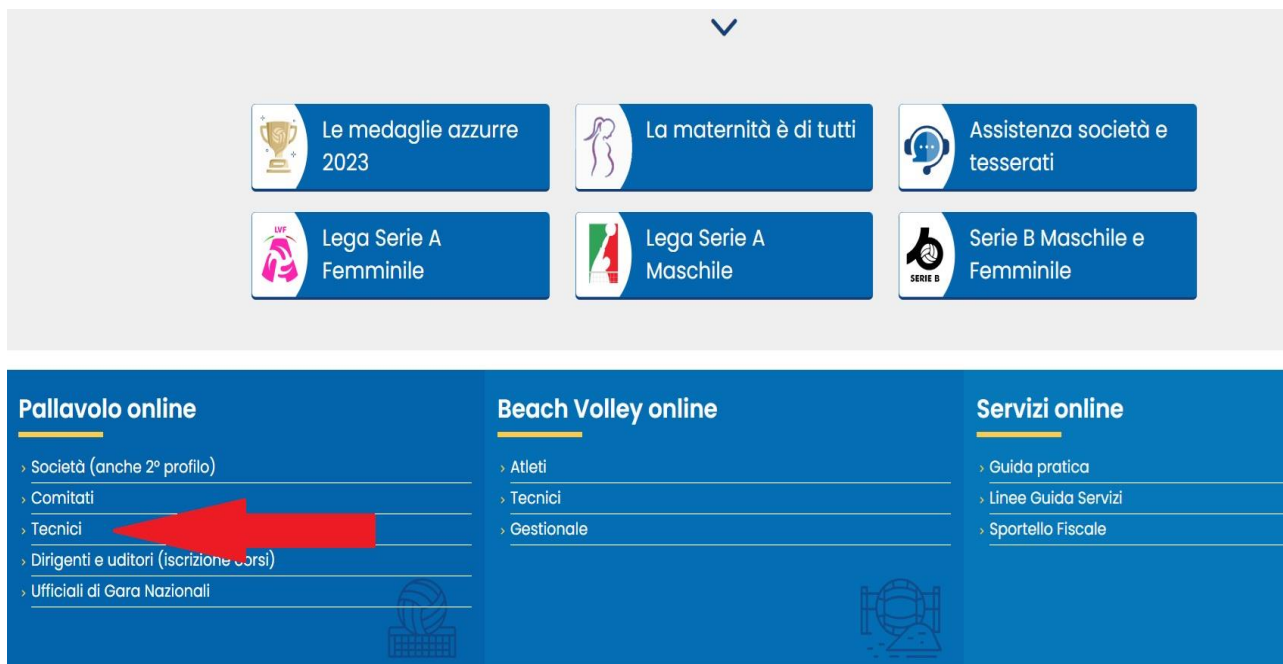 Le medaglie azzurre
2023
La maternità è di tutti
Assistenza società e
tesserati
LVF
Lega Serie A
Femminile
Lega Serie A
Maschile
SERIE B
Serie B Maschile e
Femminile
Pallavolo online
› Società (anche 2º profilo)
› Comitati
› Tecnici
› Dirigenti e uditori (iscrizione corsi)
› Ufficiali di Gara Nazionali
Beach Volley online
› Atleti
› Tecnici
› Gestionale
Servizi online
› Guida pratica
› Linee Guida Servizi
› Sportello Fiscale